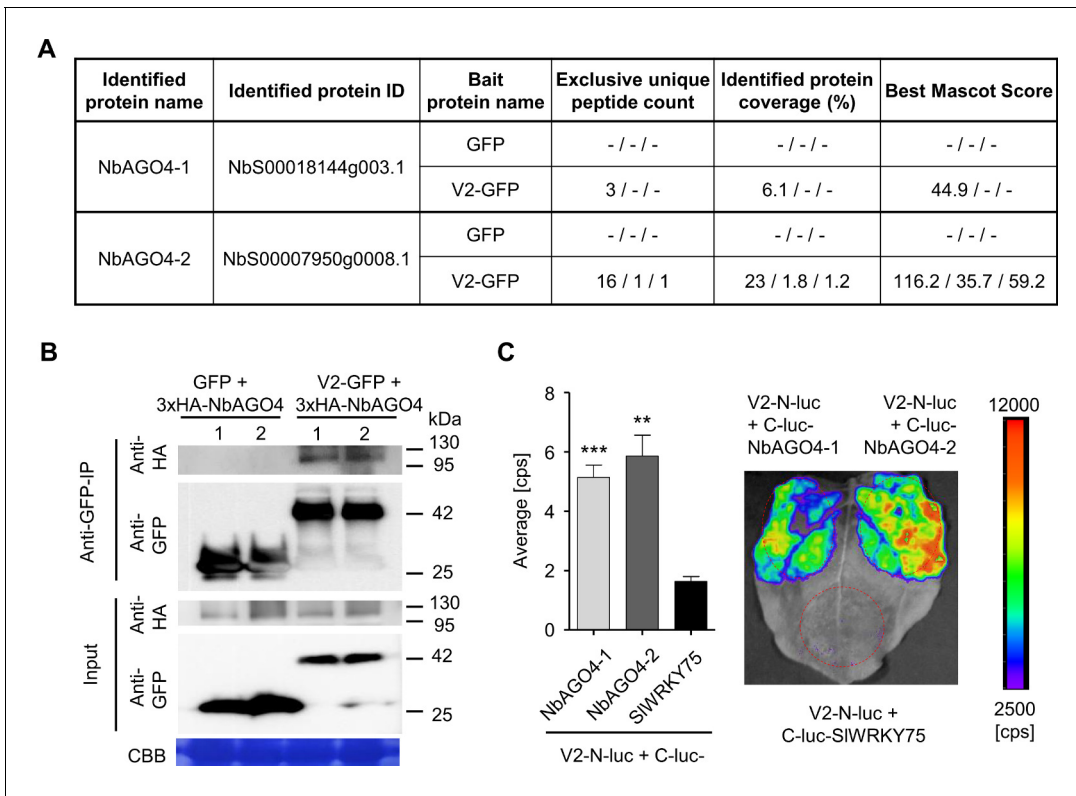 A
Identified protein name
Identified protein ID
Bait protein name
Exclusive unique peptide count
Identified protein coverage (%)
Best Mascot Score
NbAGO4-1
NbS00018144g003.1
GFP
- / - / -
- / - / -
- / - / -
V2-GFP
3 / - / -
6.1 / - / -
44.9 / - / -
NbAGO4-2
NbS00007950g0008.1
GFP
- / - / -
- / - / -
- / - / -
V2-GFP
16 / 1 / 1
23 / 1.8 / 1.2
116.2 / 35.7 / 59.2
B
GFP +
3xHA-NbAGO4
V2-GFP +
3xHA-NbAGO4
1
2
1
2
kDa
Anti-GFP-IP
Anti-
HA
130
95
Anti-
GFP
42
25
Input
Anti-
HA
130
95
Anti-
GFP
42
25
CBB
C
Average [cps]
8
6
4
2
0
***
**
NbAGO4-1
NbAGO4-2
SlWRKY75
V2-N-luc + C-luc-
V2-N-luc
+ C-luc-
NbAGO4-1
V2-N-luc
+ C-luc-
NbAGO4-2
V2-N-luc +
C-luc-SlWRKY75
12000
2500
[cps]